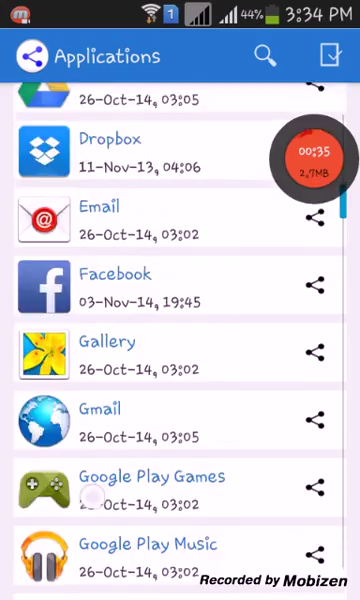 1
44%
3:34 PM
Applications
26-Oct-14, 03:05
Dropbox
11-Nov-13, 04:06
00:35
2,7MB
Email
26-Oct-14, 03:02
Facebook
03-Nov-14, 19:45
Gallery
26-Oct-14, 03:02
Gmail
26-Oct-14, 03:05
Google Play Games
26-Oct-14, 03:02
Google Play Music
26-Oct-14, 03:02
Recorded by Mobizen